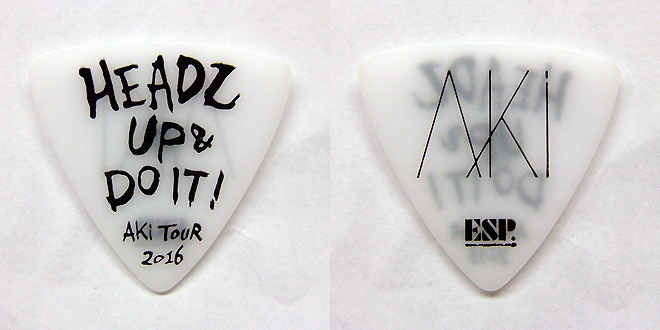 HEADZ
UP &
DO IT!
AKi TOUR
2016
AKi
ESP.